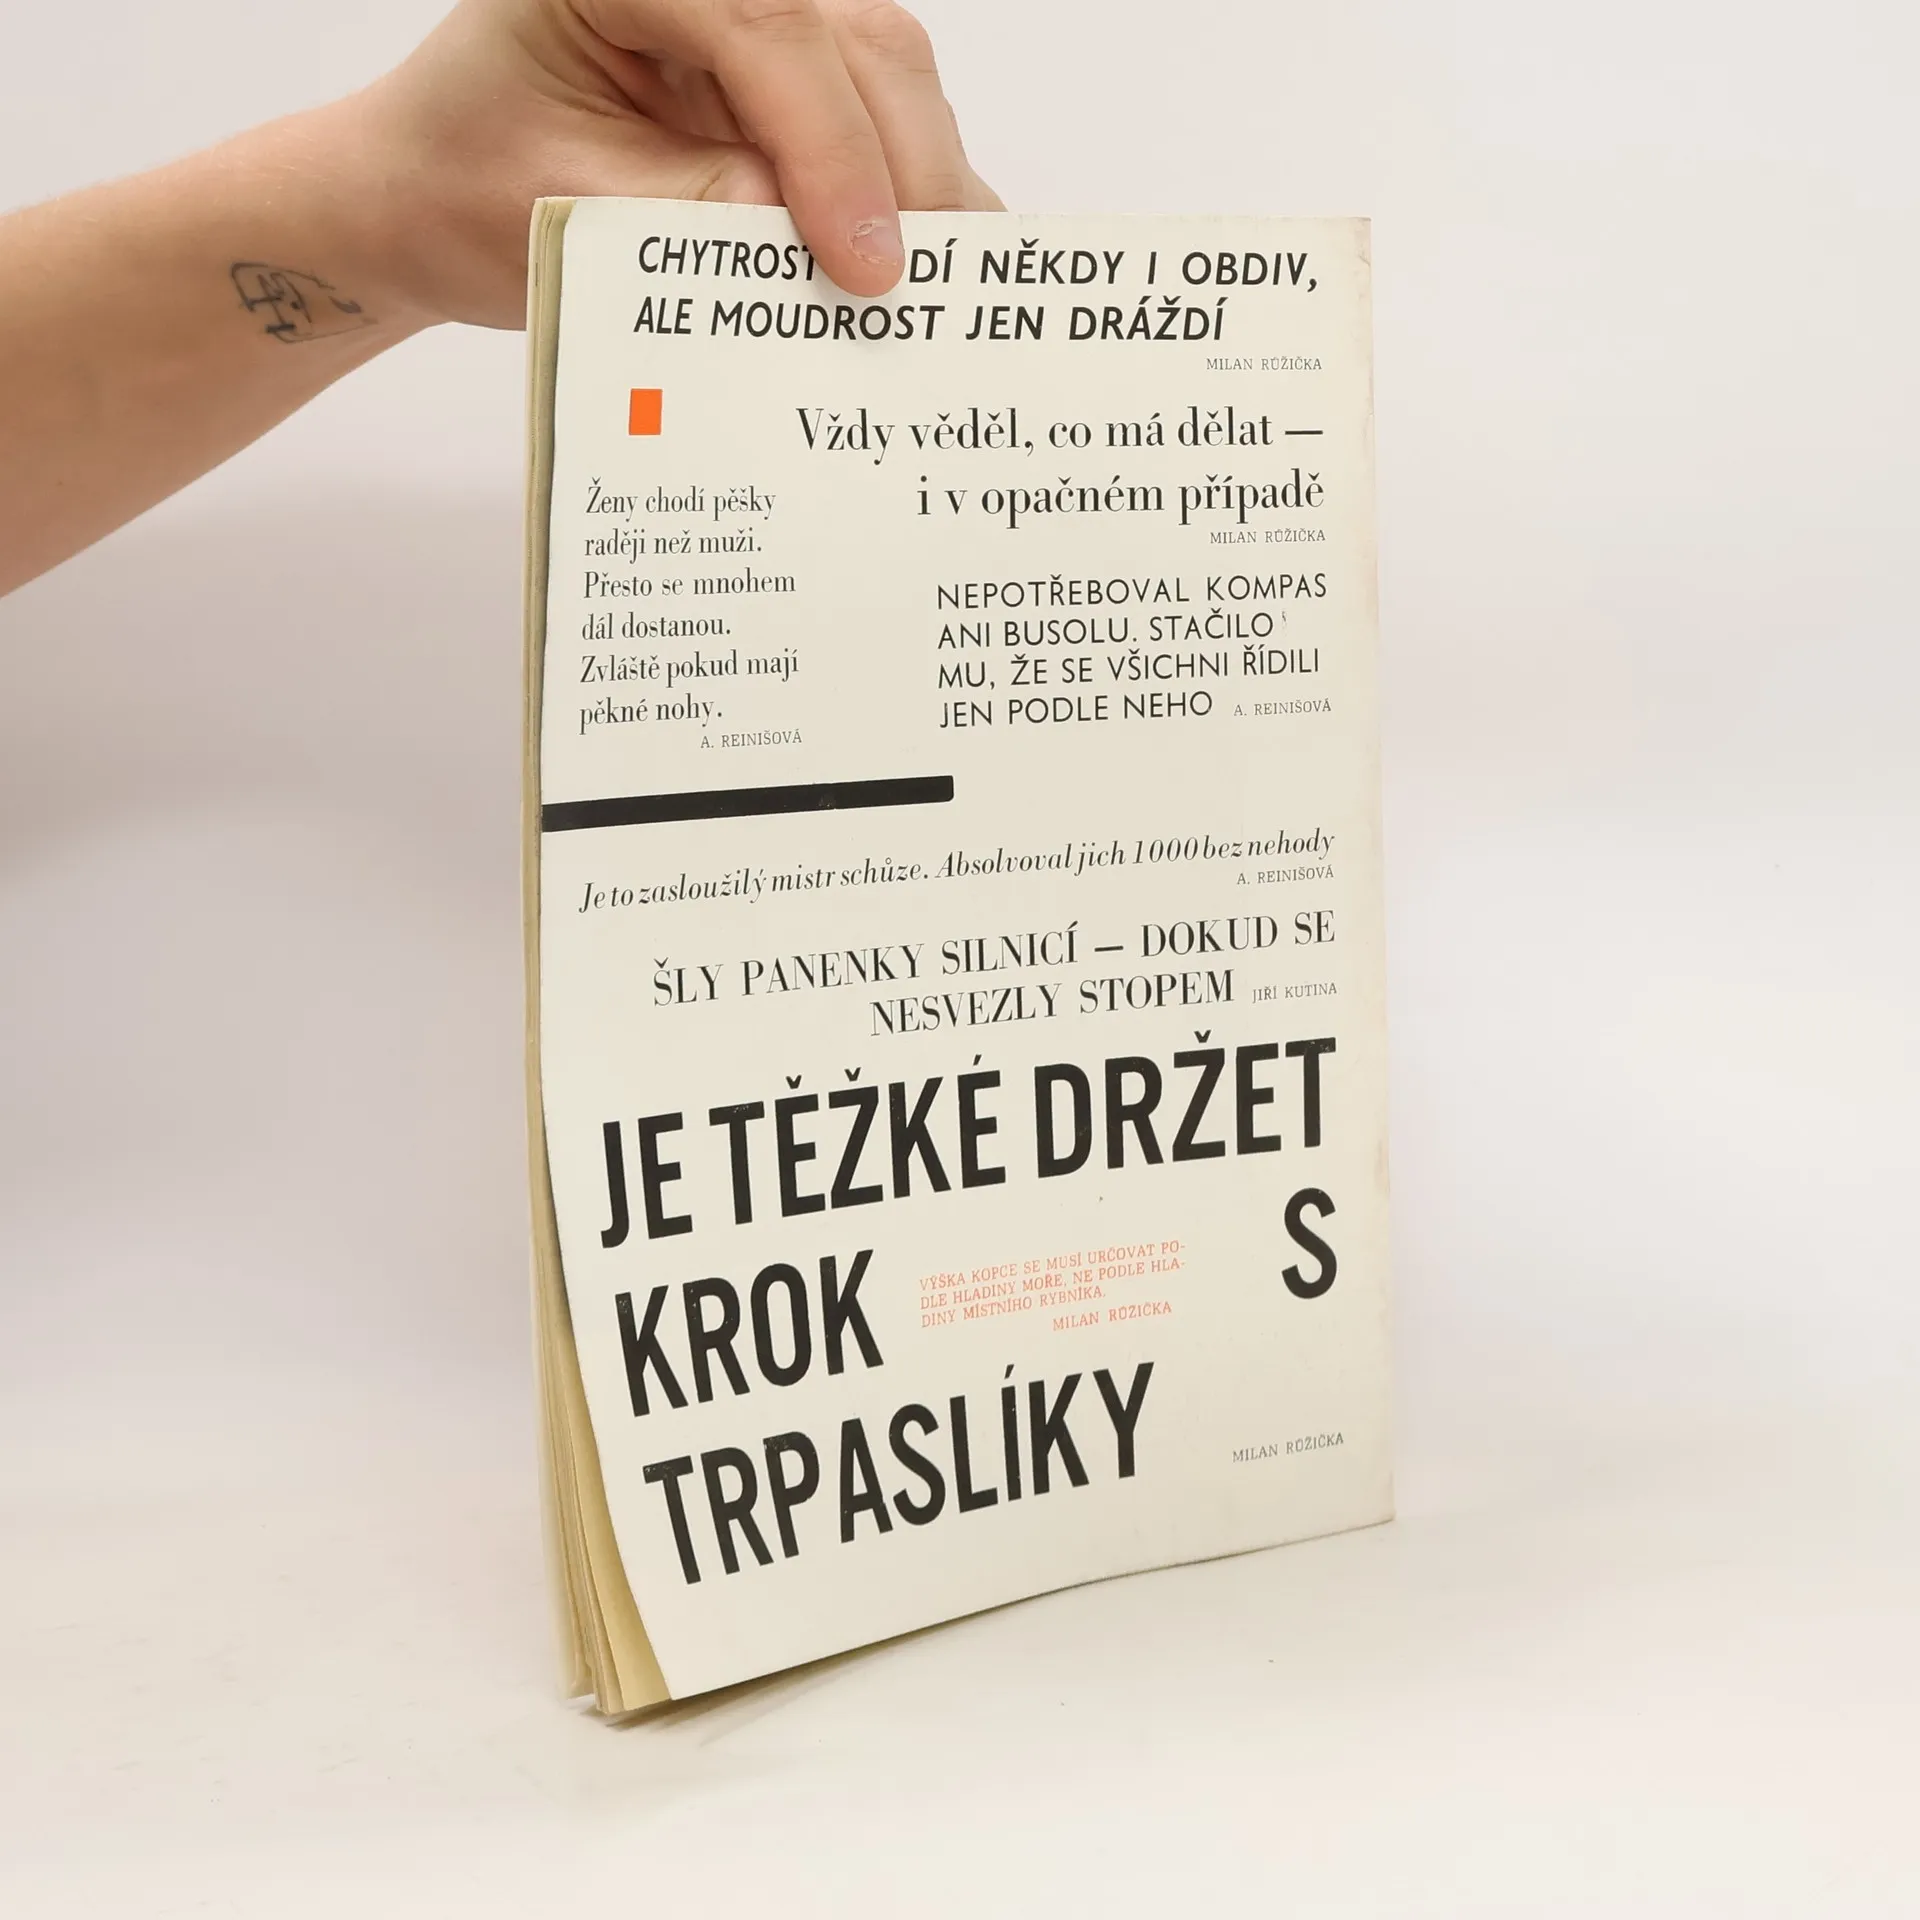 CHYTROST DÍ NĚKDY I OBDIV,
ALE MOUDROST JEN DRÁŽDÍ
MILAN RŮŽIČKA
Vždy věděl, co má dělat —
i v opačném případě
MILAN RŮŽIČKA
Ženy chodí pěšky
raději než muži.
Přesto se mnohem
dál dostanou.
Zvláště pokud mají
pěkné nohy.
A. REINIŠOVÁ
NEPOTŘEBOVAL KOMPAS
ANI BUSOLU. STAČILO
MU, ŽE SE VŠICHNI ŘÍDILI
JEN PODLE NEHO A. REINIŠOVÁ
Je to zasloužilý mistr schůze. Absolvoval jich 1000 bez nehody
A. REINIŠOVÁ
ŠLY PANENKY SILNICÍ — DOKUD SE
NESVEZLY STOPEM JIŘÍ KUTINA
JE TĚŽKÉ DRŽET
KROK S
VÝŠKA KOPCE SE MUSÍ URČOVAT PO-
DLE HLADINY MOŘE, NE PODLE HLA-
DINY MÍSTNÍHO RYBNÍKA.
MILAN RŮŽIČKA
TRPASLÍKY
MILAN RŮŽIČKA